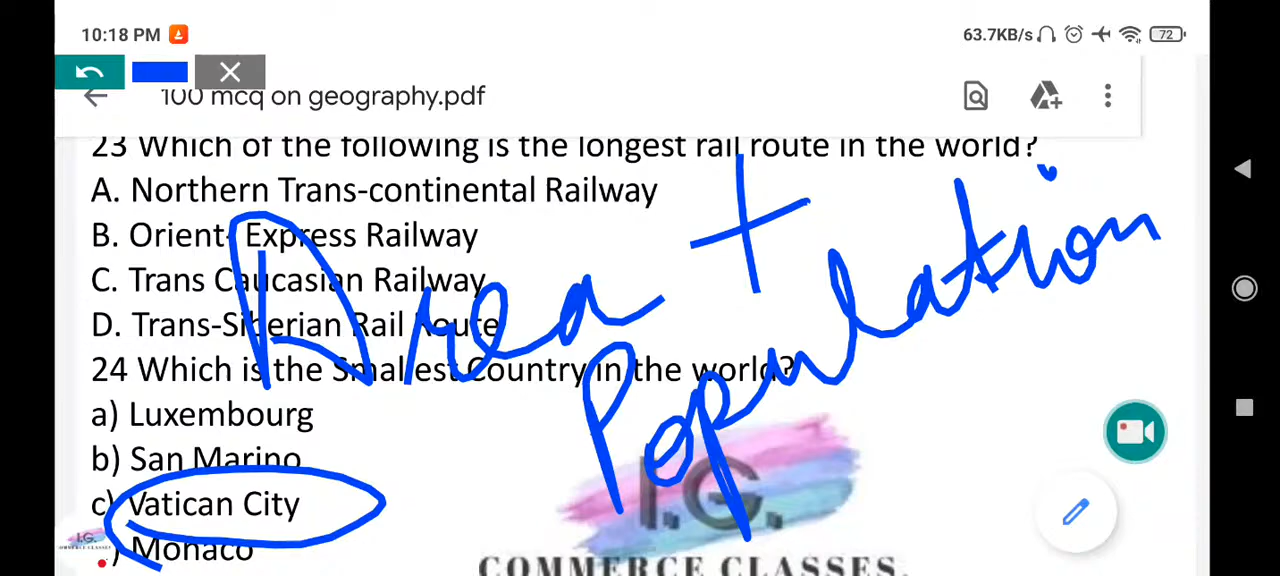 10:18 PM 63.7KB/s 72
100 mcq on geography.pdf
23 Which of the following is the longest rail route in the world?
A. Northern Trans-continental Railway
B. Orient-Express Railway
C. Trans Caucasian Railway
D. Trans-Siberian Rail Route
24 Which is the Smallest Country in the world?
a) Luxembourg
b) San Marino
c) Vatican City
) Monaco
Area +
Population
I.G.
COMMERCE CLASSES.
I.G.